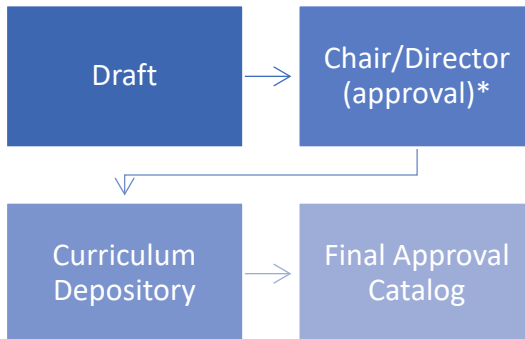 Draft
Chair/Director
(approval)*
Curriculum
Depository
Final Approval
Catalog